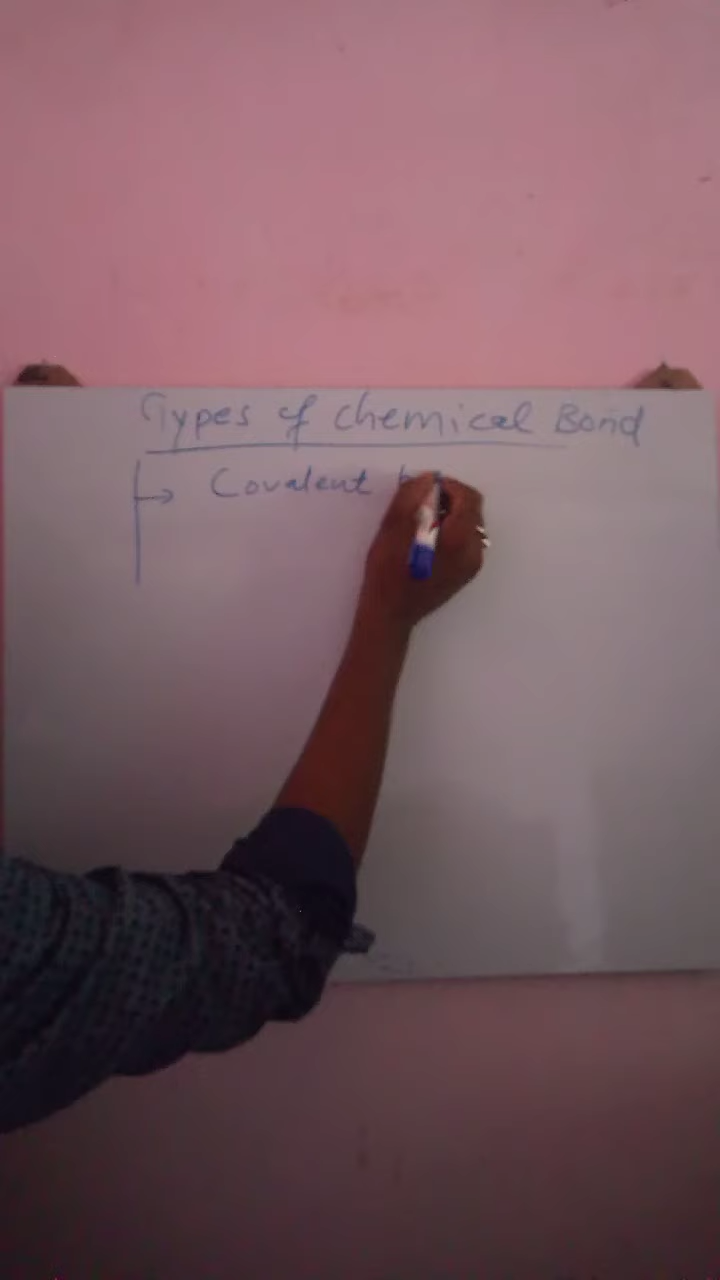 Types of chemical Bond
→ Covalent b